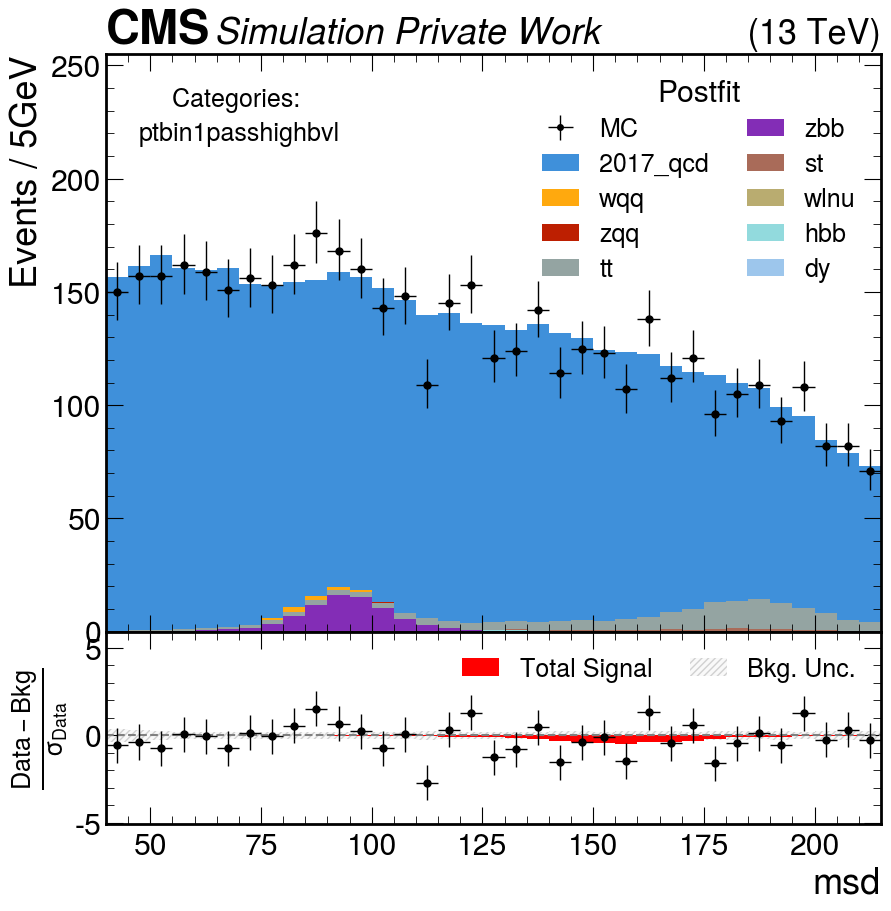 CMS Simulation Private Work (13 TeV)
Events / 5GeV
250
200
150
100
50
0
Categories:
ptbin1passhighbvl
Postfit
MC
2017_qcd
wqq
zqq
tt
zbb
st
wlnu
hbb
dy
Data − Bkg
σData
5
0
-5
Total Signal
Bkg. Unc.
50 75 100 125 150 175 200
msd